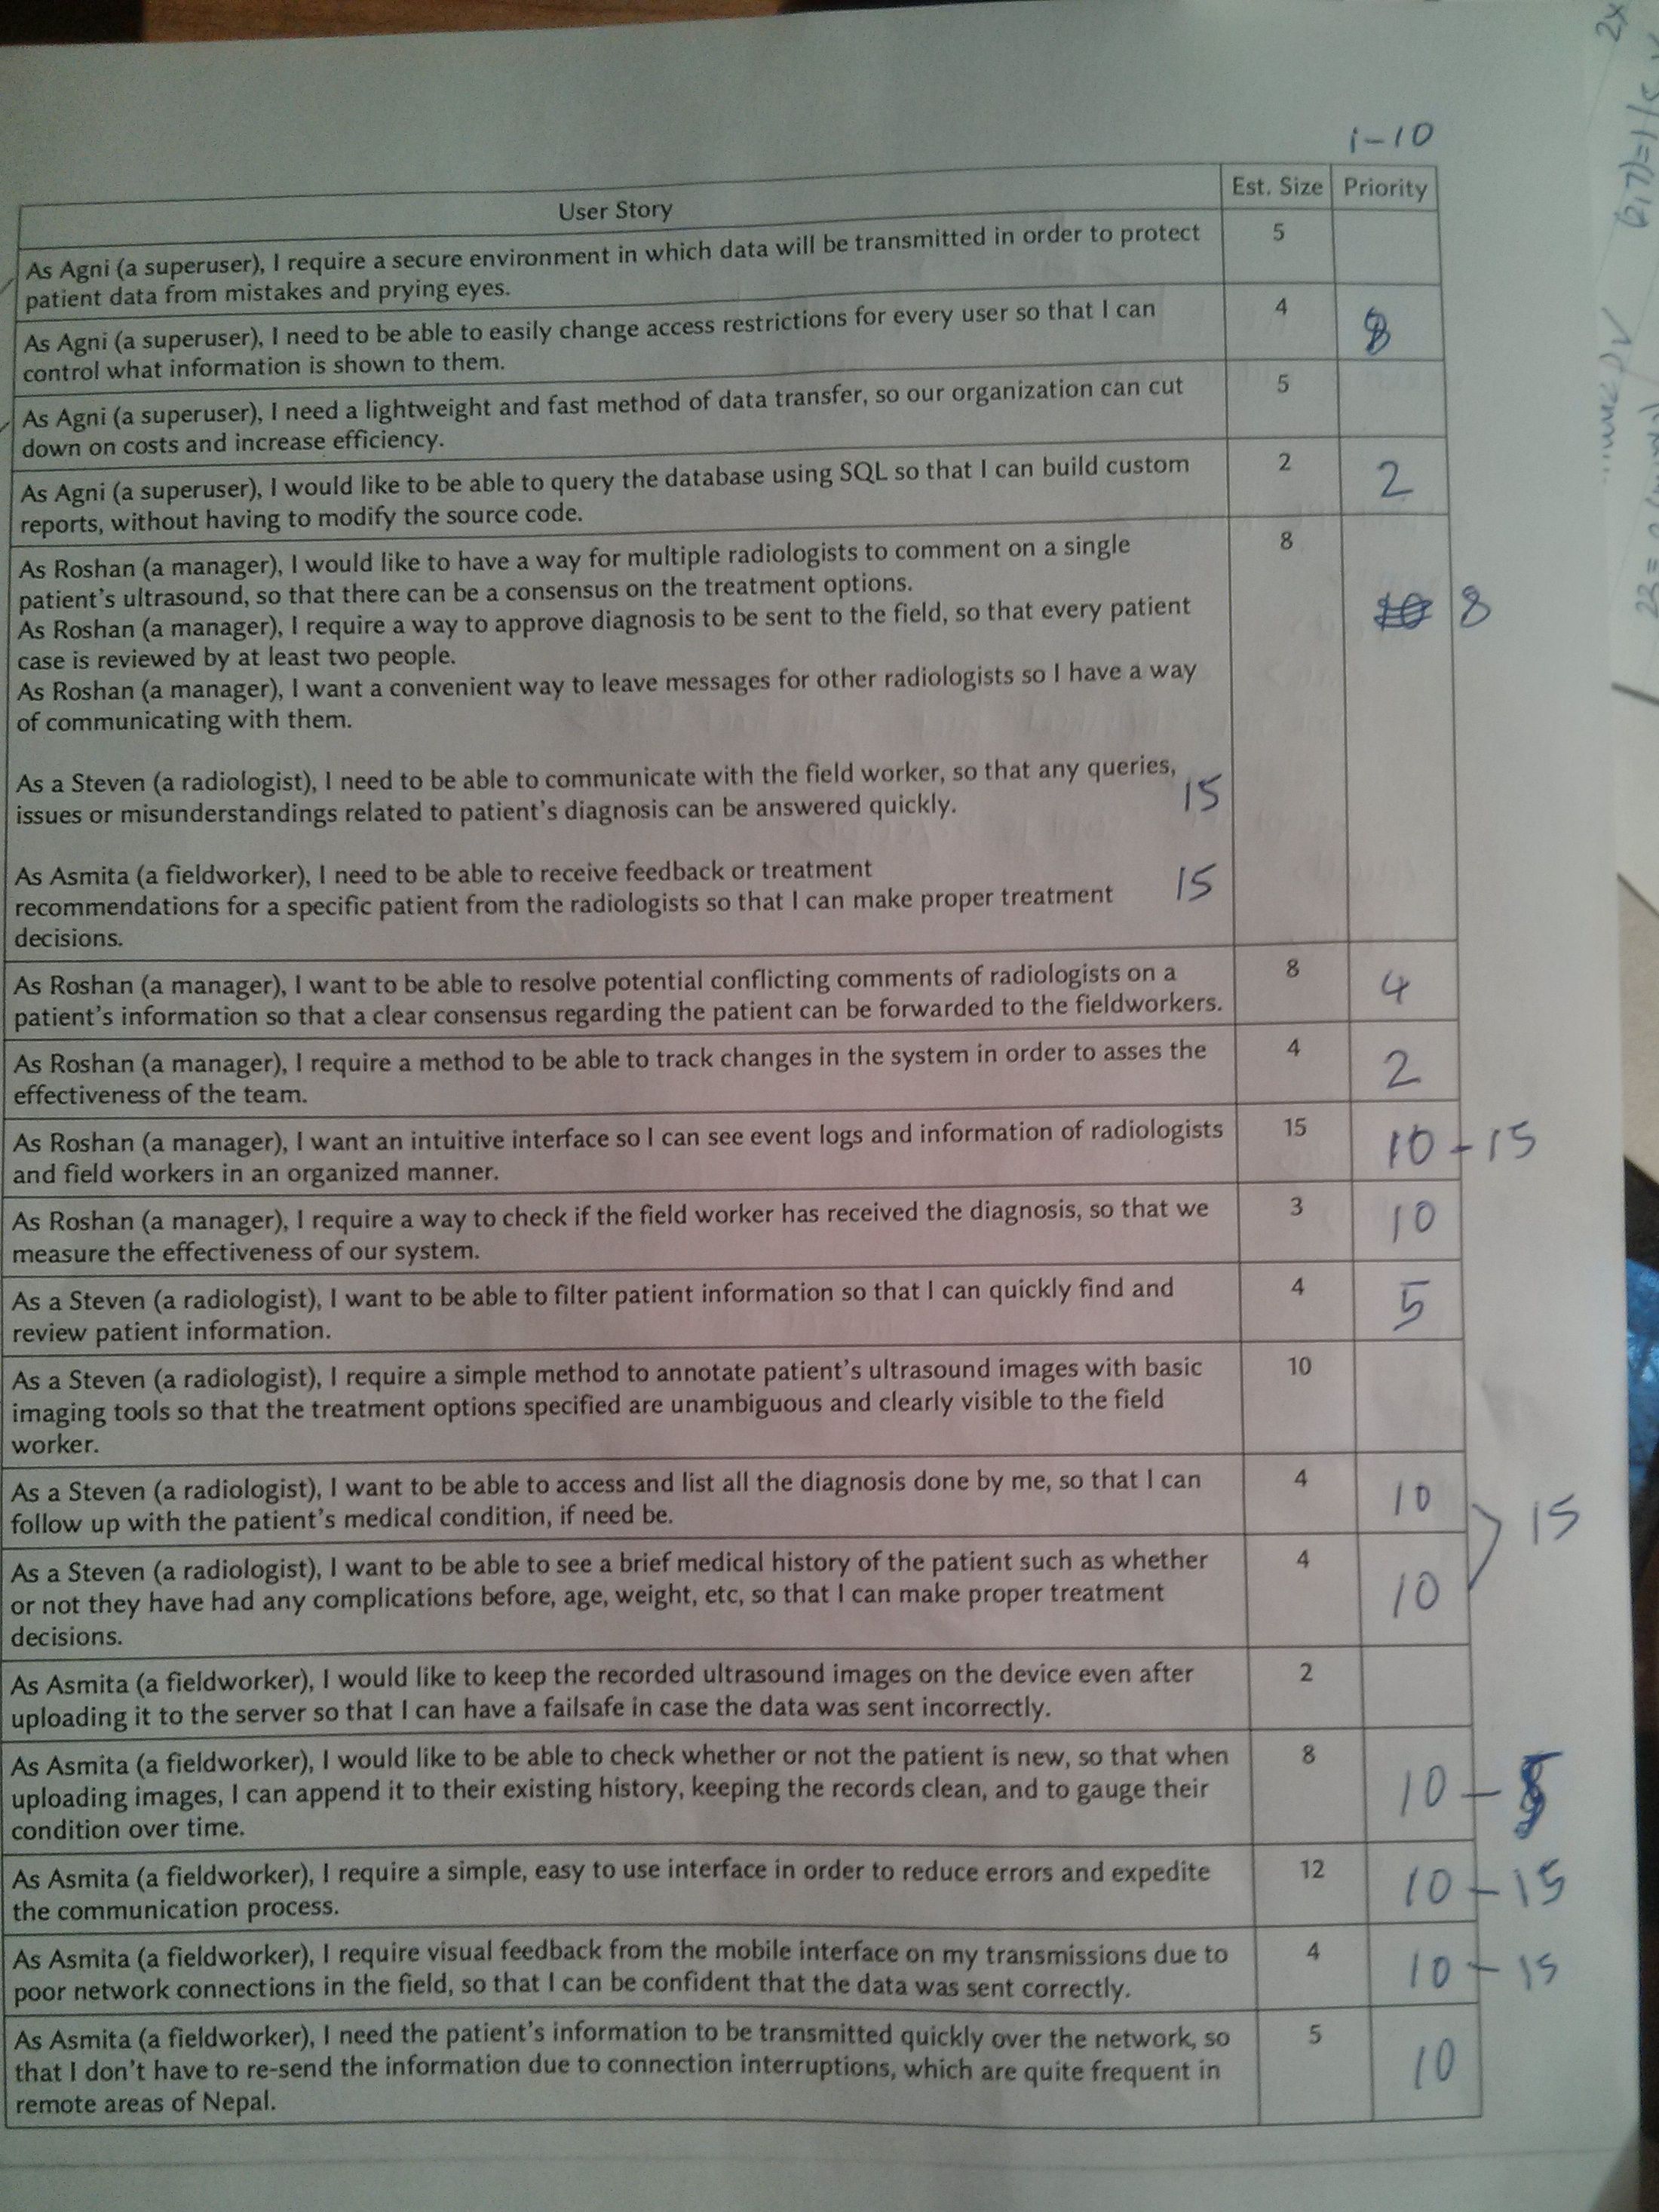 1-10
User Story Est. Size Priority
As Agni (a superuser), I require a secure environment in which data will be transmitted in order to protect 5
patient data from mistakes and prying eyes.
As Agni (a superuser), I need to be able to easily change access restrictions for every user so that I can 4 8
control what information is shown to them.
As Agni (a superuser), I need a lightweight and fast method of data transfer, so our organization can cut 5
down on costs and increase efficiency.
As Agni (a superuser), I would like to be able to query the database using SQL so that I can build custom 2 2
reports, without having to modify the source code.
As Roshan (a manager), I would like to have a way for multiple radiologists to comment on a single 8
patient's ultrasound, so that there can be a consensus on the treatment options.
As Roshan (a manager), I require a way to approve diagnosis to be sent to the field, so that every patient 8
case is reviewed by at least two people.
As Roshan (a manager), I want a convenient way to leave messages for other radiologists so I have a way
of communicating with them.
As a Steven (a radiologist), I need to be able to communicate with the field worker, so that any queries, 15
issues or misunderstandings related to patient's diagnosis can be answered quickly.
As Asmita (a fieldworker), I need to be able to receive feedback or treatment 15
recommendations for a specific patient from the radiologists so that I can make proper treatment
decisions.
As Roshan (a manager), I want to be able to resolve potential conflicting comments of radiologists on a 8 4
patient's information so that a clear consensus regarding the patient can be forwarded to the fieldworkers.
As Roshan (a manager), I require a method to be able to track changes in the system in order to asses the 4 2
effectiveness of the team.
As Roshan (a manager), I want an intuitive interface so I can see event logs and information of radiologists 15 10-15
and field workers in an organized manner.
As Roshan (a manager), I require a way to check if the field worker has received the diagnosis, so that we 3 10
measure the effectiveness of our system.
As a Steven (a radiologist), I want to be able to filter patient information so that I can quickly find and 4 5
review patient information.
As a Steven (a radiologist), I require a simple method to annotate patient's ultrasound images with basic 10
imaging tools so that the treatment options specified are unambiguous and clearly visible to the field
worker.
As a Steven (a radiologist), I want to be able to access and list all the diagnosis done by me, so that I can 4 10 15
follow up with the patient's medical condition, if need be.
As a Steven (a radiologist), I want to be able to see a brief medical history of the patient such as whether 4 10
or not they have had any complications before, age, weight, etc, so that I can make proper treatment
decisions.
As Asmita (a fieldworker), I would like to keep the recorded ultrasound images on the device even after 2
uploading it to the server so that I can have a failsafe in case the data was sent incorrectly.
As Asmita (a fieldworker), I would like to be able to check whether or not the patient is new, so that when 8 10 -
uploading images, I can append it to their existing history, keeping the records clean, and to gauge their
condition over time.
As Asmita (a fieldworker), I require a simple, easy to use interface in order to reduce errors and expedite 12 10-15
the communication process.
As Asmita (a fieldworker), I require visual feedback from the mobile interface on my transmissions due to 4 10-15
poor network connections in the field, so that I can be confident that the data was sent correctly.
As Asmita (a fieldworker), I need the patient's information to be transmitted quickly over the network, so 5 10
that I don't have to re-send the information due to connection interruptions, which are quite frequent in
remote areas of Nepal.